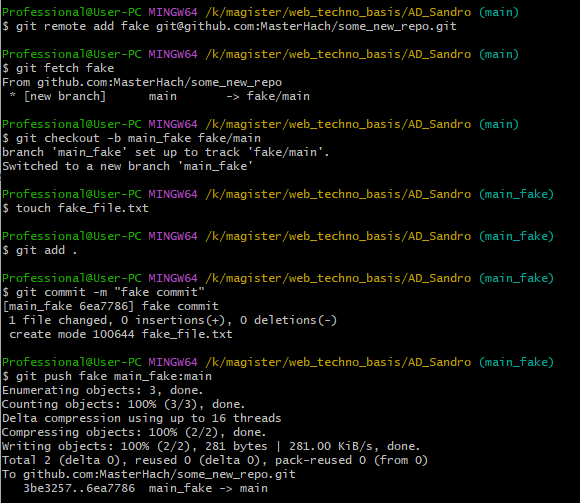 Professional@User-PC MINGW64 /k/magister/web_techno_basis/AD_Sandro (main)
$ git remote add fake git@github.com:MasterHach/some_new_repo.git
Professional@User-PC MINGW64 /k/magister/web_techno_basis/AD_Sandro (main)
$ git fetch fake
From github.com:MasterHach/some_new_repo
 * [new branch]      main       -> fake/main
Professional@User-PC MINGW64 /k/magister/web_techno_basis/AD_Sandro (main)
$ git checkout -b main_fake fake/main
branch 'main_fake' set up to track 'fake/main'.
Switched to a new branch 'main_fake'
Professional@User-PC MINGW64 /k/magister/web_techno_basis/AD_Sandro (main_fake)
$ touch fake_file.txt
Professional@User-PC MINGW64 /k/magister/web_techno_basis/AD_Sandro (main_fake)
$ git add .
Professional@User-PC MINGW64 /k/magister/web_techno_basis/AD_Sandro (main_fake)
$ git commit -m "fake commit"
[main_fake 6ea7786] fake commit
 1 file changed, 0 insertions(+), 0 deletions(-)
 create mode 100644 fake_file.txt
Professional@User-PC MINGW64 /k/magister/web_techno_basis/AD_Sandro (main_fake)
$ git push fake main_fake:main
Enumerating objects: 3, done.
Counting objects: 100% (3/3), done.
Delta compression using up to 16 threads
Compressing objects: 100% (2/2), done.
Writing objects: 100% (2/2), 281 bytes | 281.00 KiB/s, done.
Total 2 (delta 0), reused 0 (delta 0), pack-reused 0 (from 0)
To github.com:MasterHach/some_new_repo.git
   3be3257..6ea7786  main_fake -> main